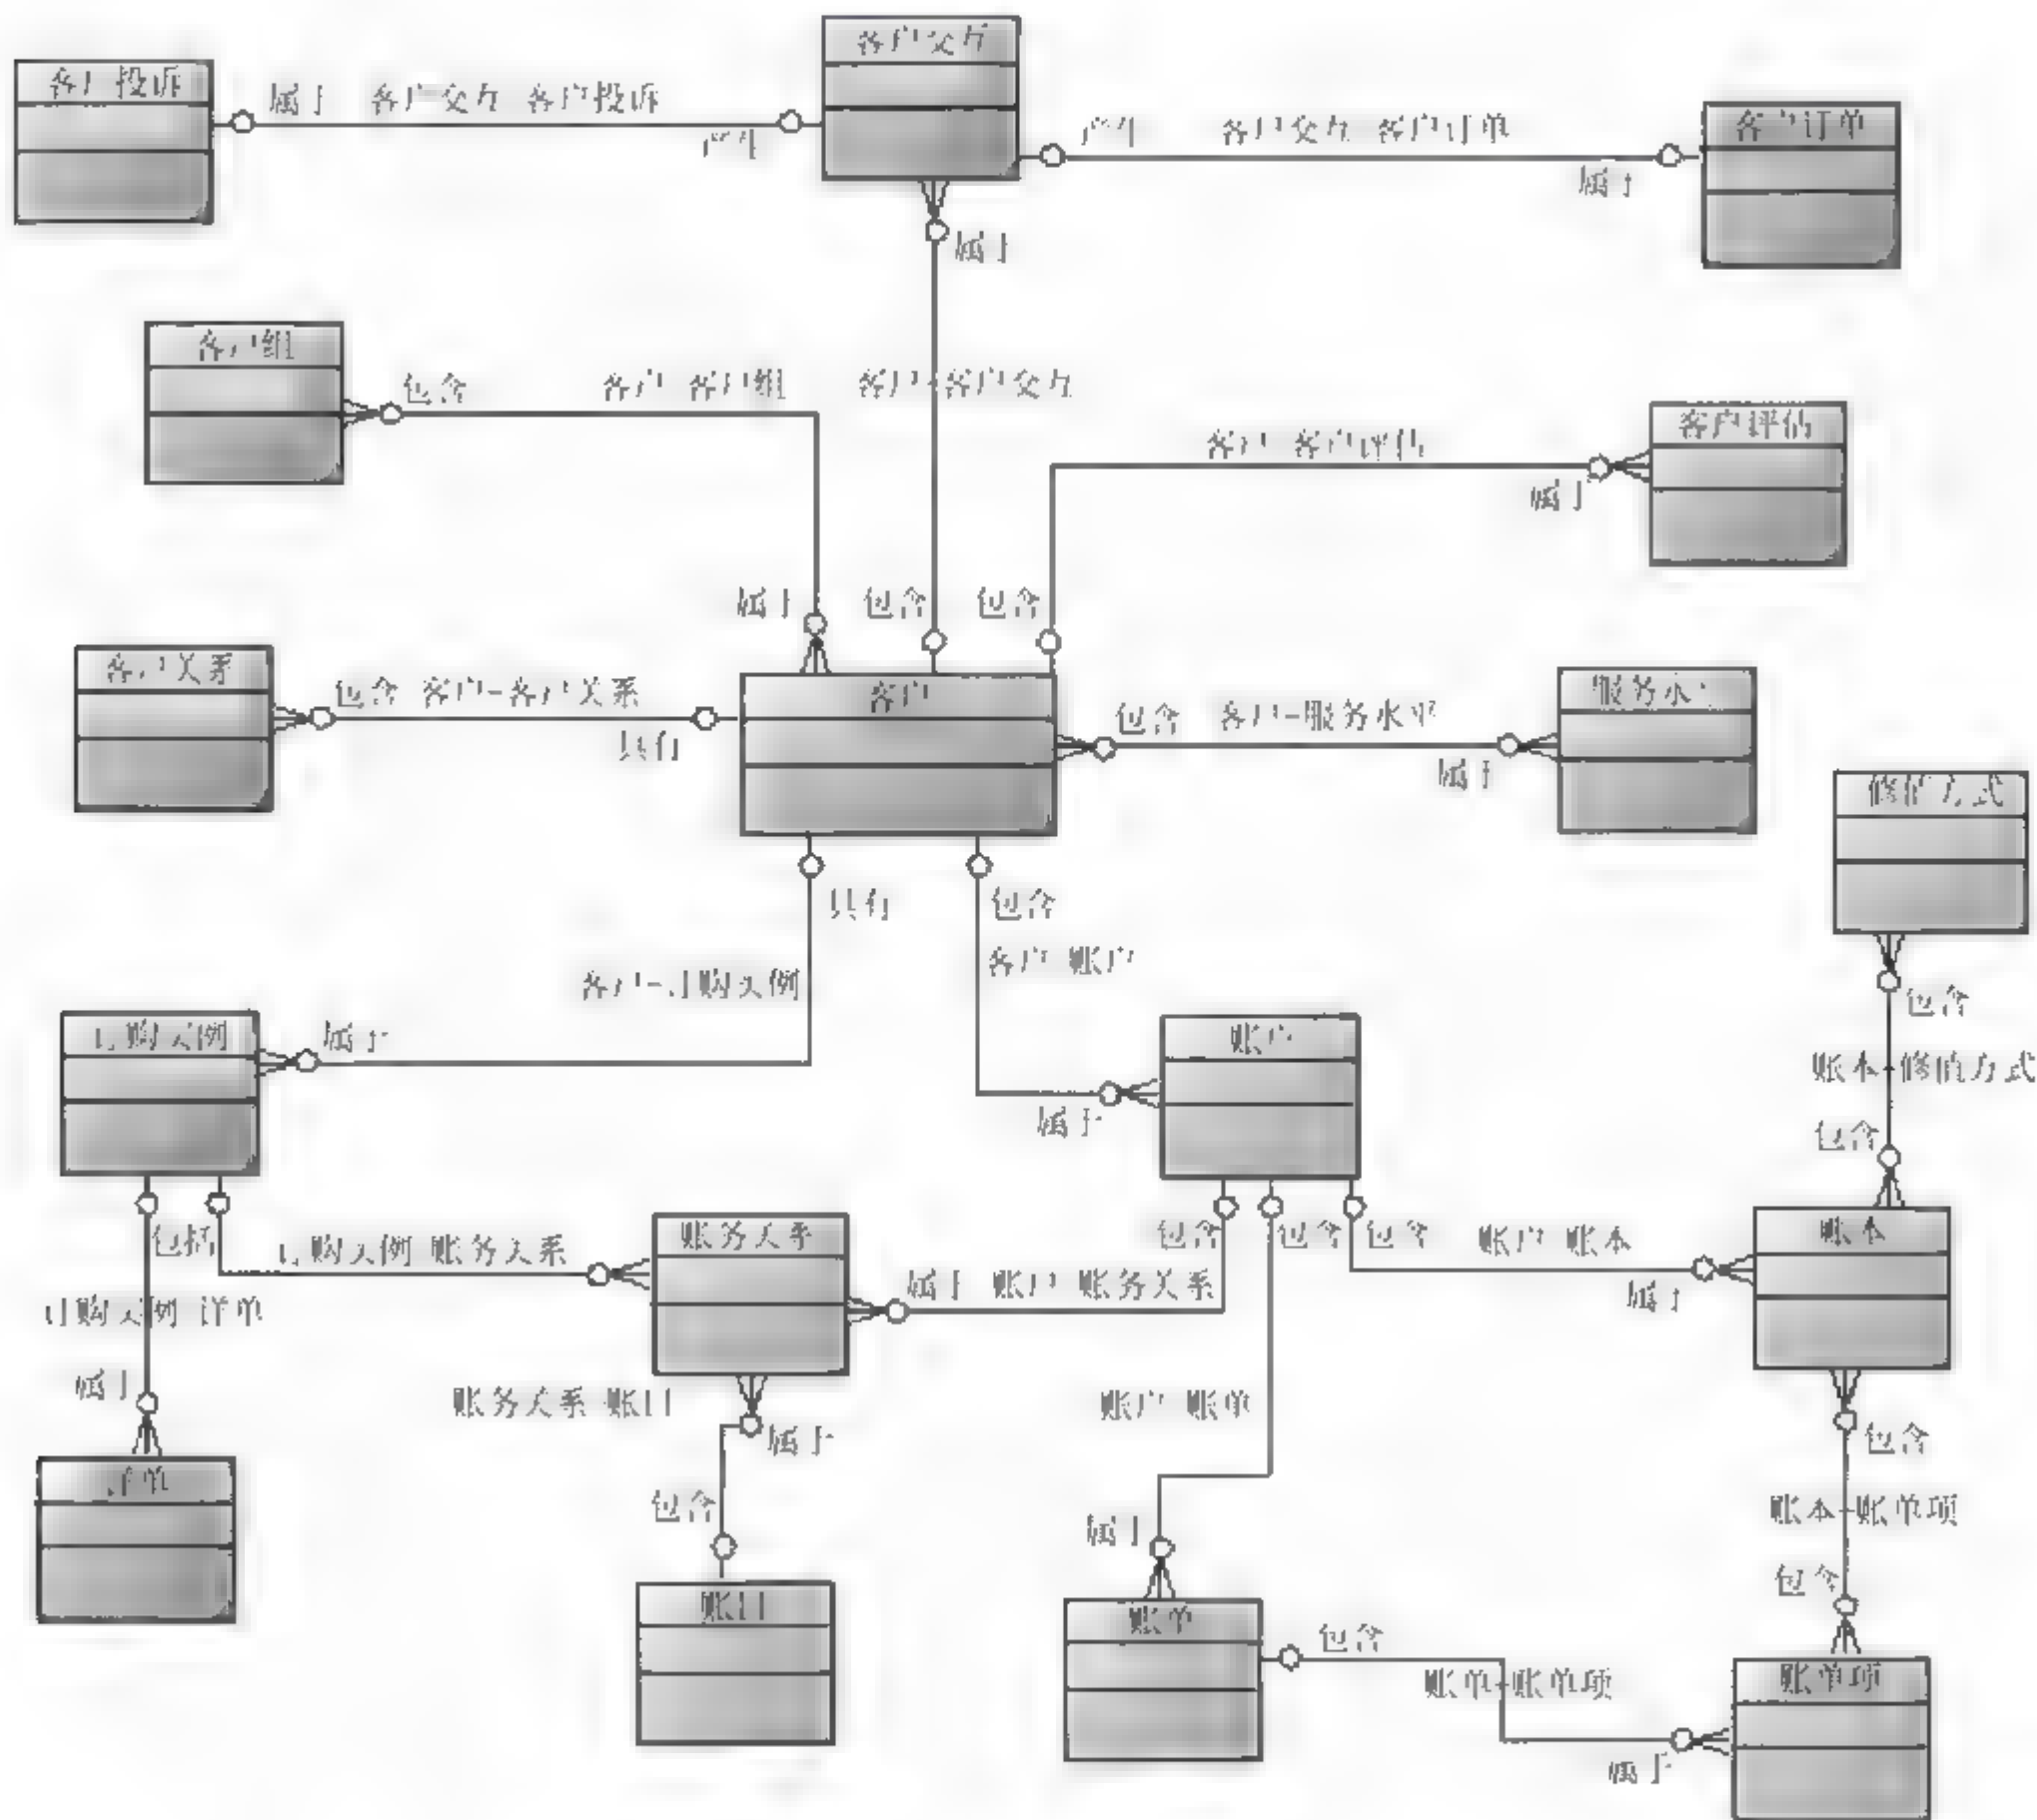 客户交互
客户投诉
属于 客户交互 客户投诉
产生
产生 客户交互 客户订单
属于
客户订单
属于
客户组
包含 客户 客户组
客户-客户交互
客户 客户评估
属于
客户评估
属于
包含
包含
客户关系
包含 客户-客户关系
具有
客户
包含 客户-服务水平
属于
服务水平
修值方式
具有
包含
包含
客户-订购实例
客户 账户
订购实例
属于
账户
属于
账本-修值方式
包含
包括
订购实例 账务关系
账务关系
包含
包含
包含
账户 账本
属于
账本
属于 账户 账务关系
订购实例 详单
属于
账务关系-账目
属于
账户 账单
包含
详单
包含
账本-账单项
属于
包含
账目
账单
包含
账单-账单项
属于
账单项